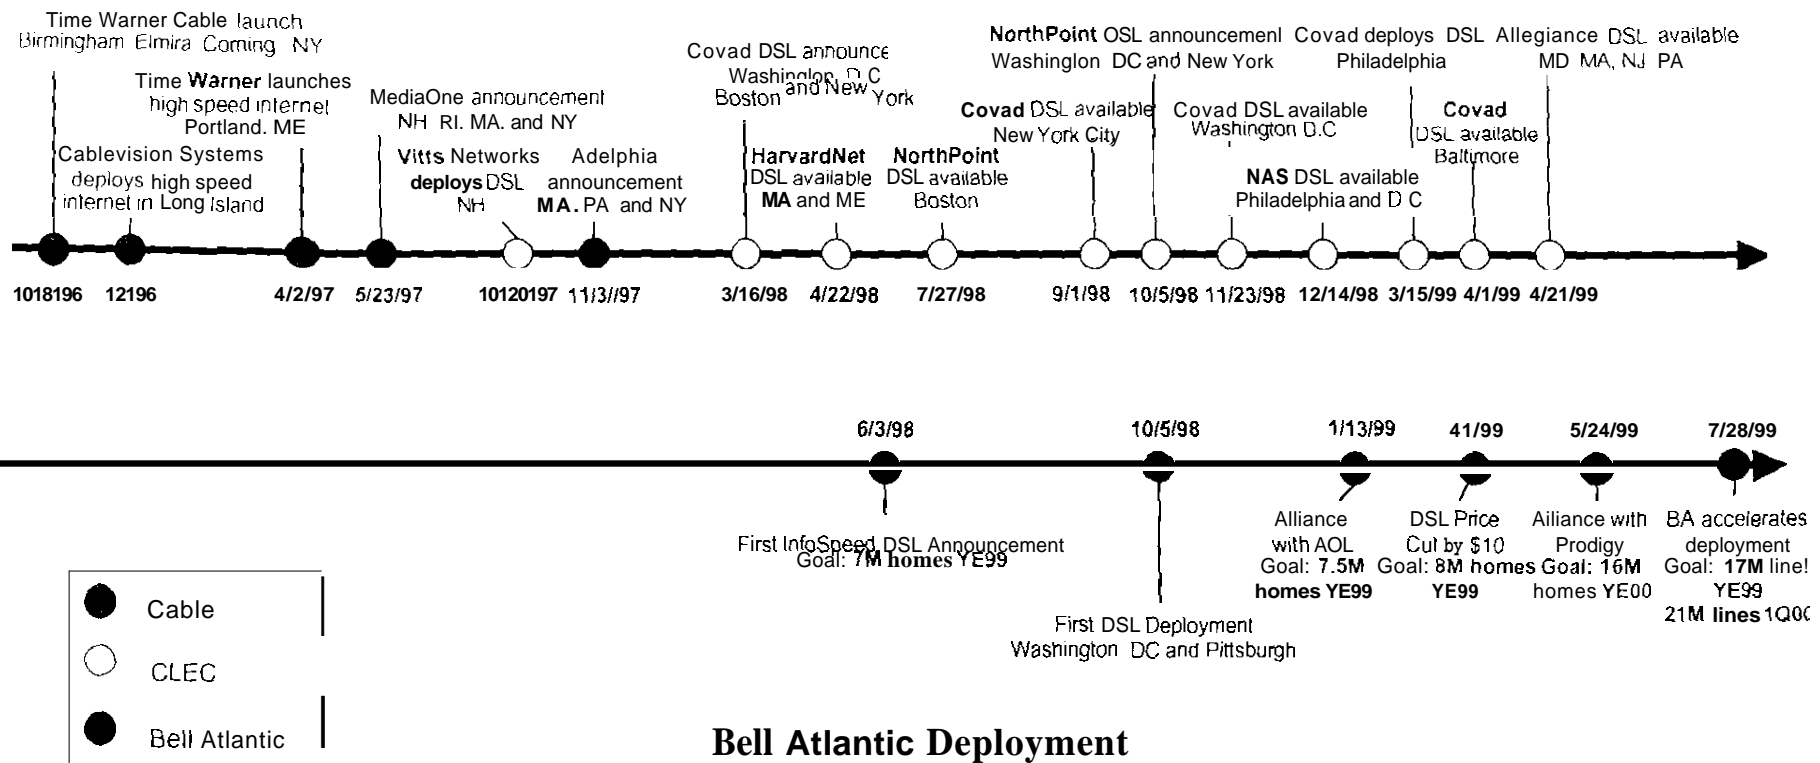 Time Warner Cable launch
Birmingham Elmira Corning NY
Time Warner launches
high speed internet
Portland. ME
Cablevision Systems
deploys high speed
internet in Long Island
MediaOne announcement
NH RI. MA. and NY
Vitts Networks
deploys DSL
NH
Adelphia
announcement
MA. PA and NY
Covad DSL announce
Washington, D.C
Boston and New York
HarvardNet
DSL available
MA and ME
NorthPoint
DSL available
Boston
NorthPoint OSL announcement
Washington DC and New York
Covad DSL available
New York City
Covad DSL available
Washington D.C
NAS DSL available
Philadelphia and D C
Covad deploys DSL
Philadelphia
Covad
DSL available
Baltimore
Allegiance DSL available
MD MA, NJ PA
1018196 12196 4/2/97 5/23/97 10120197 11/3//97 3/16/98 4/22/98 7/27/98 9/1/98 10/5/98 11/23/98 12/14/98 3/15/99 4/1/99 4/21/99
6/3/98 10/5/98 1/13/99 41/99 5/24/99 7/28/99
First InfoSpeed DSL Announcement
Goal: 7M homes YE99
First DSL Deployment
Washington DC and Pittsburgh
Alliance
with AOL
Goal: 7.5M
homes YE99
DSL Price
Cut by $10
Goal: 8M homes
YE99
Ailiance with
Prodigy
Goal: 16M
homes YE00
BA accelerates
deployment
Goal: 17M line!
YE99
21M lines 1Q00
Cable
CLEC
Bell Atlantic
Bell Atlantic Deployment